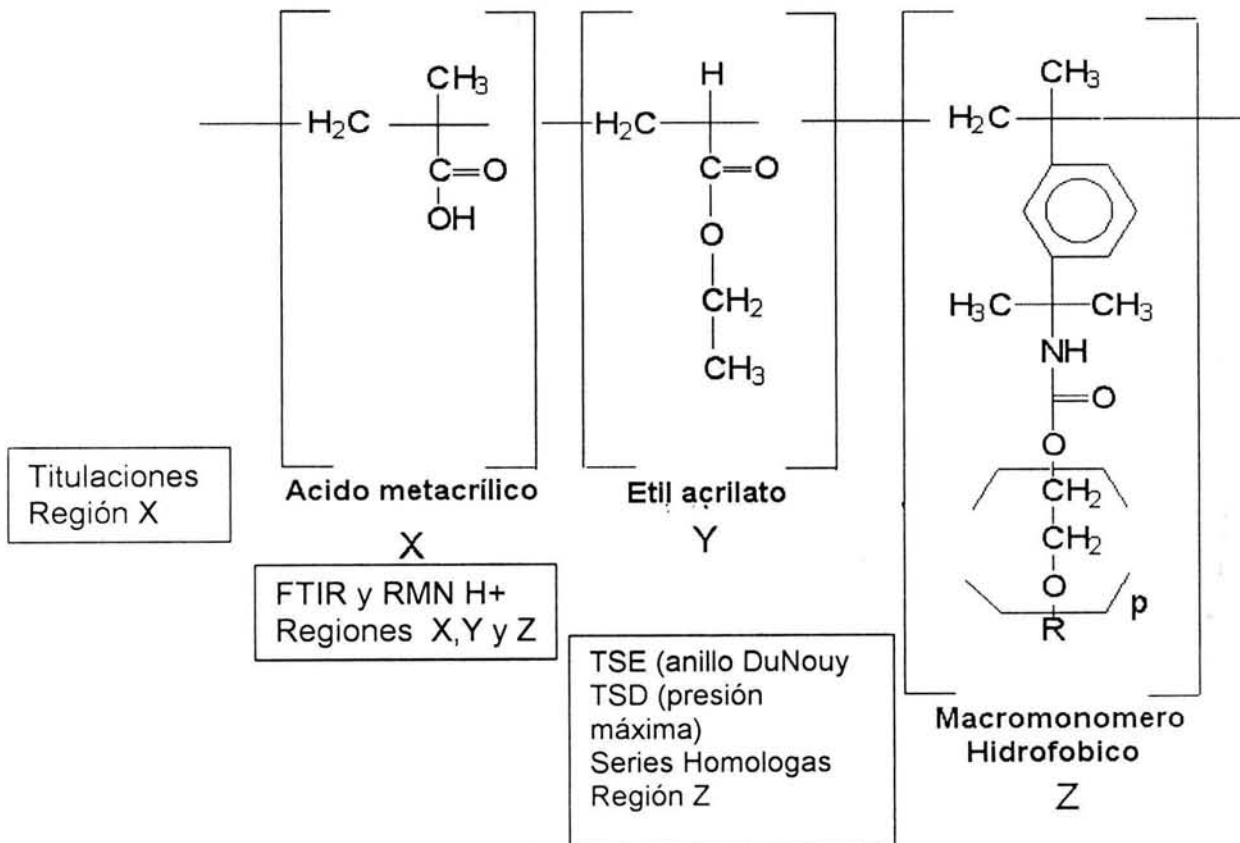 CH3
H2C
C=O
OH
H
H2C
C=O
O
CH2
CH3
CH3
H2C
H3C
CH3
NH
C=O
O
CH2
CH2
O
R
p
Titulaciones
Región X
Acido metacrílico
X
FTIR y RMN H+
Regiones X,Y y Z
Etil acrilato
Y
TSE (anillo DuNouy
TSD (presión
máxima)
Series Homologas
Región Z
Macromonomero
Hidrofobico
Z